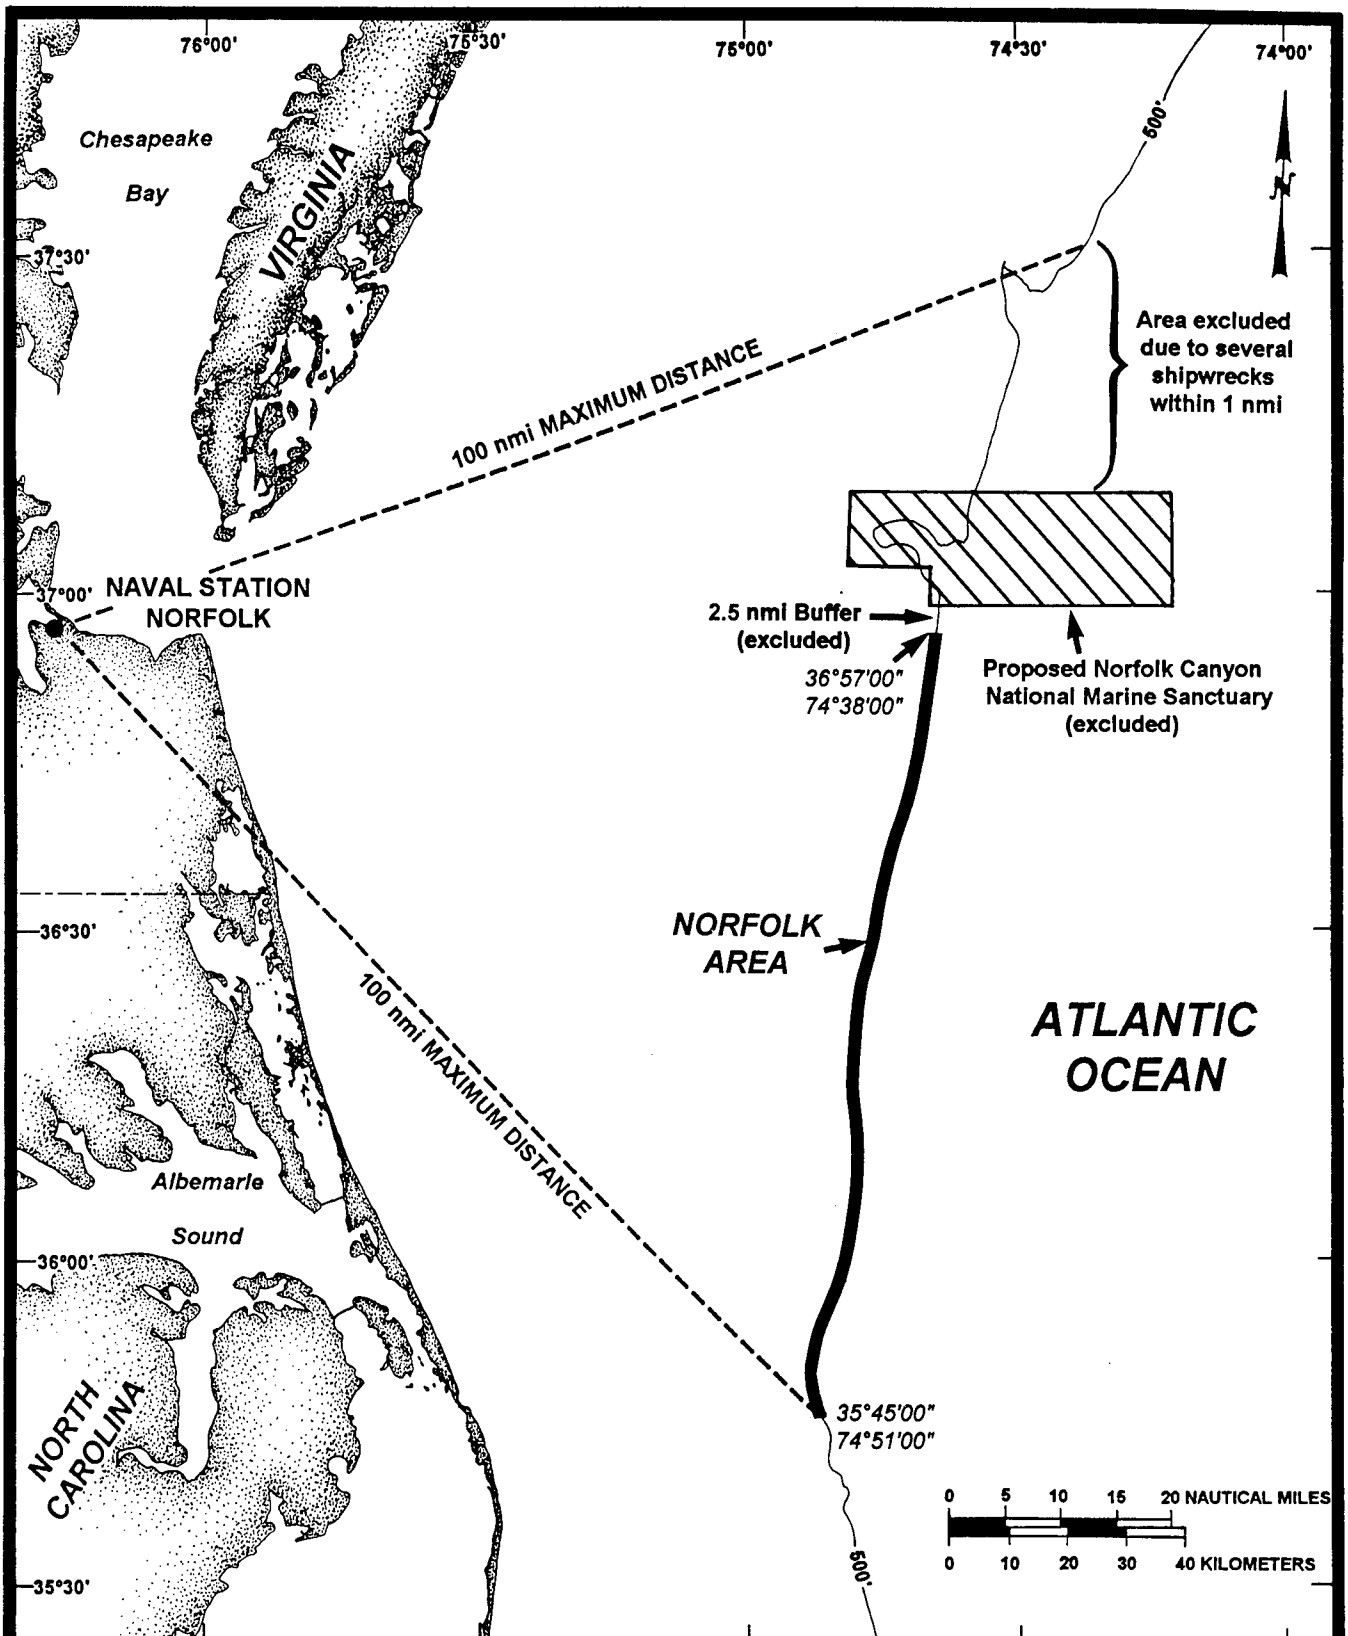 76°00'
75°30'
75°00'
74°30'
74°00'
Chesapeake
Bay
VIRGINIA
500'
N
37°30'
Area excluded
due to several
shipwrecks
within 1 nmi
100 nmi MAXIMUM DISTANCE
37°00'
NAVAL STATION
NORFOLK
2.5 nmi Buffer
(excluded)
36°57'00"
74°38'00"
Proposed Norfolk Canyon
National Marine Sanctuary
(excluded)
36°30'
NORFOLK
AREA
100 nmi MAXIMUM DISTANCE
ATLANTIC
OCEAN
Albemarle
Sound
36°00'
NORTH
CAROLINA
35°45'00"
74°51'00"
0 5 10 15 20 NAUTICAL MILES
0 10 20 30 40 KILOMETERS
500'
35°30'